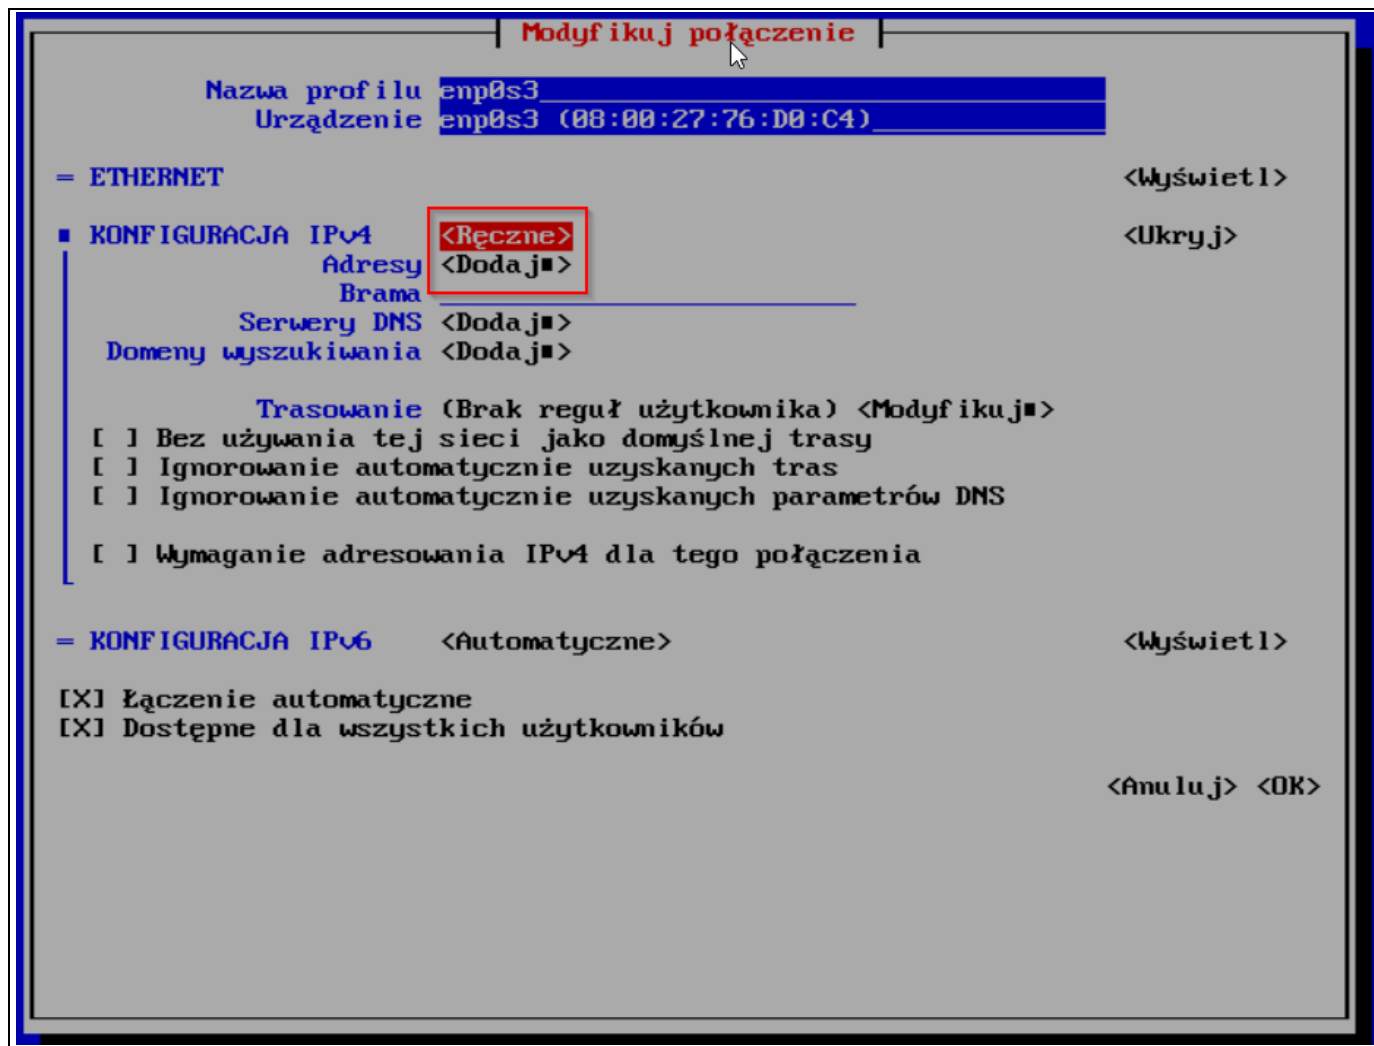 Modyfikuj połączenie
Nazwa profilu enp0s3
Urządzenie enp0s3 (08:00:27:76:D0:C4)
= ETHERNET <Wyświetl>
KONFIGURACJA IPv4 <Ręczne> <Ukryj>
Adresy <Dodaj>
Brama
Serwery DNS <Dodaj>
Domeny wyszukiwania <Dodaj>
Trasowanie (Brak reguł użytkownika) <Modyfikuj>
[ ] Bez używania tej sieci jako domyślnej trasy
[ ] Ignorowanie automatycznie uzyskanych tras
[ ] Ignorowanie automatycznie uzyskanych parametrów DNS
[ ] Wymaganie adresowania IPv4 dla tego połączenia
= KONFIGURACJA IPv6 <Automatyczne> <Wyświetl>
[X] Łączenie automatyczne
[X] Dostępne dla wszystkich użytkowników
<Anuluj> <OK>